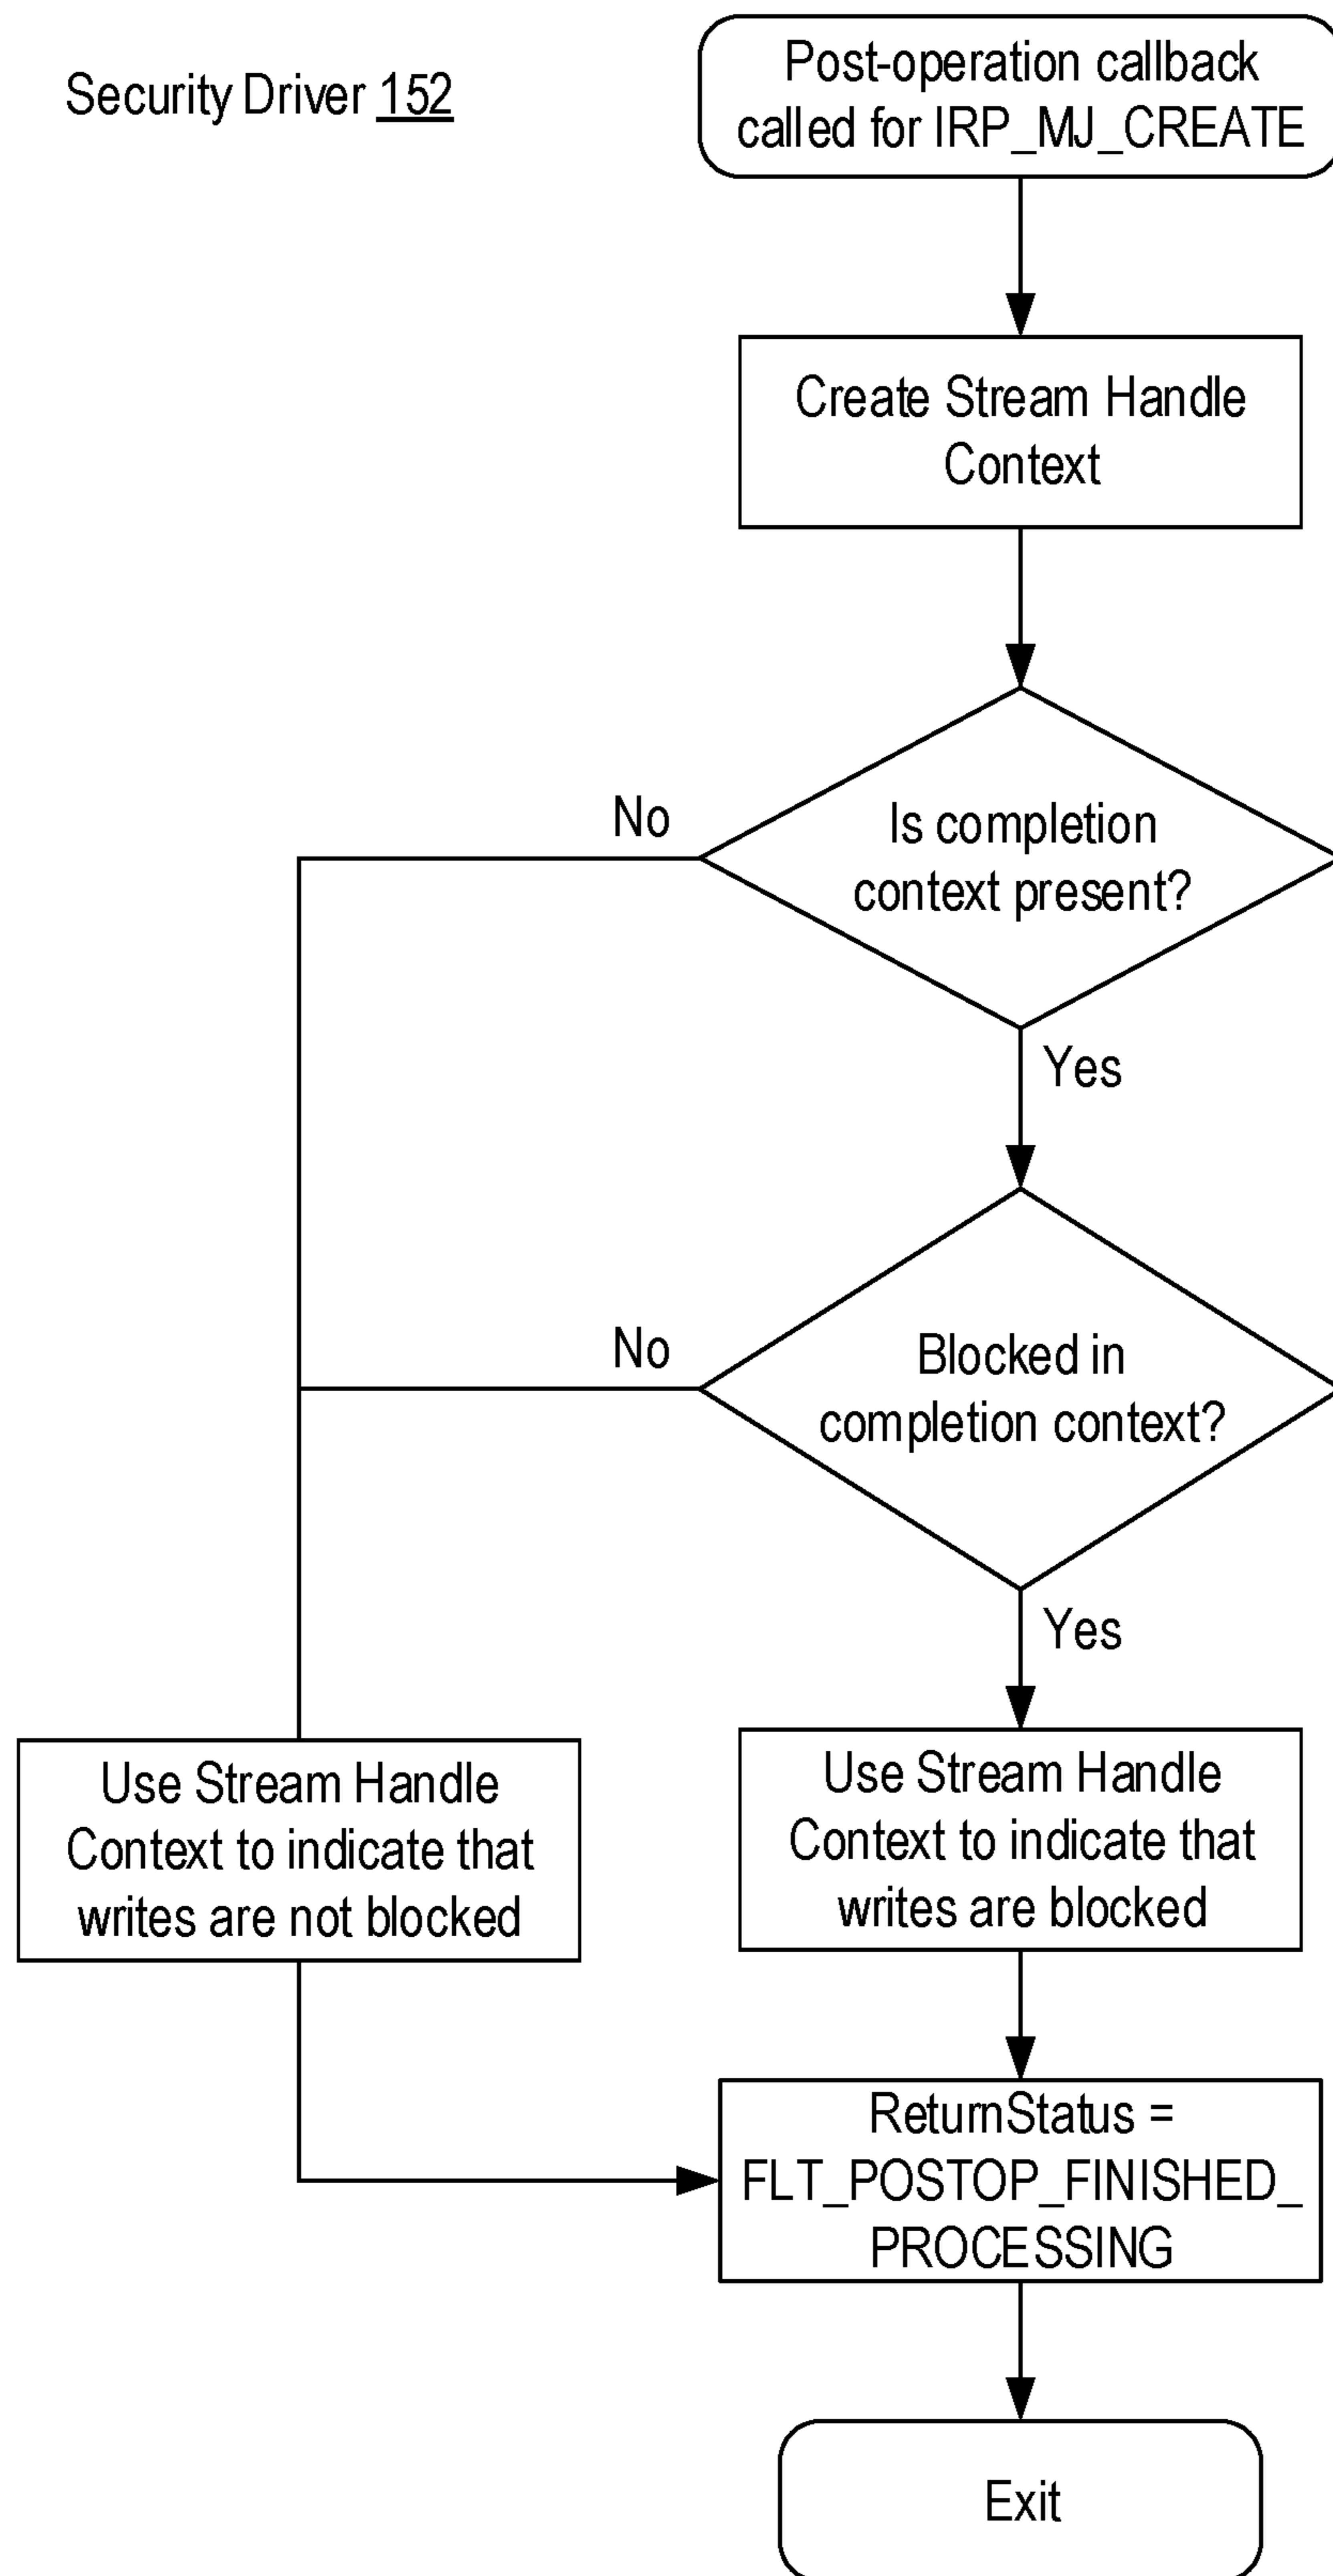 Security Driver 152
Post-operation callback
called for IRP_MJ_CREATE
Create Stream Handle
Context
No
Is completion
context present?
Yes
No
Blocked in
completion context?
Yes
Use Stream Handle
Context to indicate that
writes are not blocked
Use Stream Handle
Context to indicate that
writes are blocked
ReturnStatus =
FLT_POSTOP_FINISHED_
PROCESSING
Exit